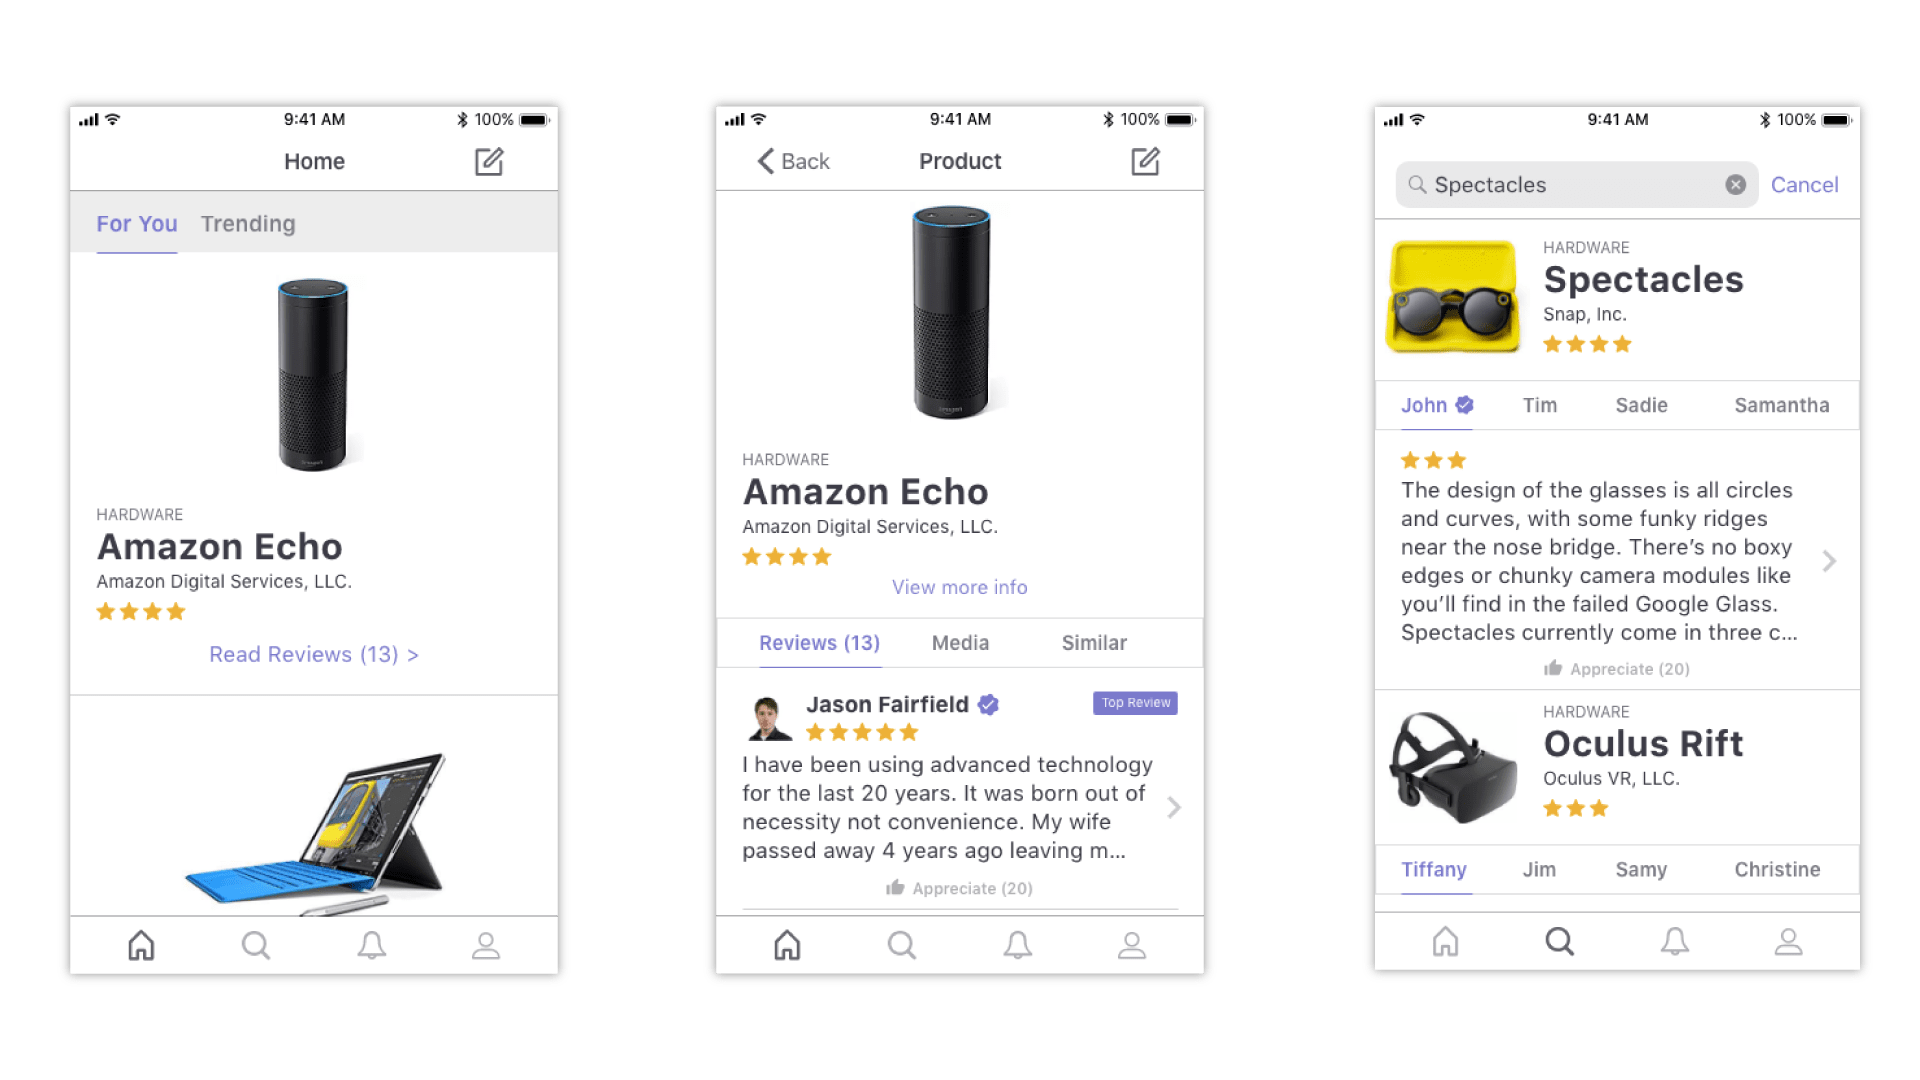 9:41 AM
100%
Home
For You
Trending
HARDWARE
Amazon Echo
Amazon Digital Services, LLC.
Read Reviews (13) >
9:41 AM
100%
Back
Product
HARDWARE
Amazon Echo
Amazon Digital Services, LLC.
View more info
Reviews (13)
Media
Similar
Jason Fairfield
Top Review
I have been using advanced technology
for the last 20 years. It was born out of
necessity not convenience. My wife
passed away 4 years ago leaving m...
Appreciate (20)
9:41 AM
100%
Spectacles
Cancel
HARDWARE
Spectacles
Snap, Inc.
John
Tim
Sadie
Samantha
The design of the glasses is all circles
and curves, with some funky ridges
near the nose bridge. There’s no boxy
edges or chunky camera modules like
you’ll find in the failed Google Glass.
Spectacles currently come in three c...
Appreciate (20)
HARDWARE
Oculus Rift
Oculus VR, LLC.
Tiffany
Jim
Samy
Christine